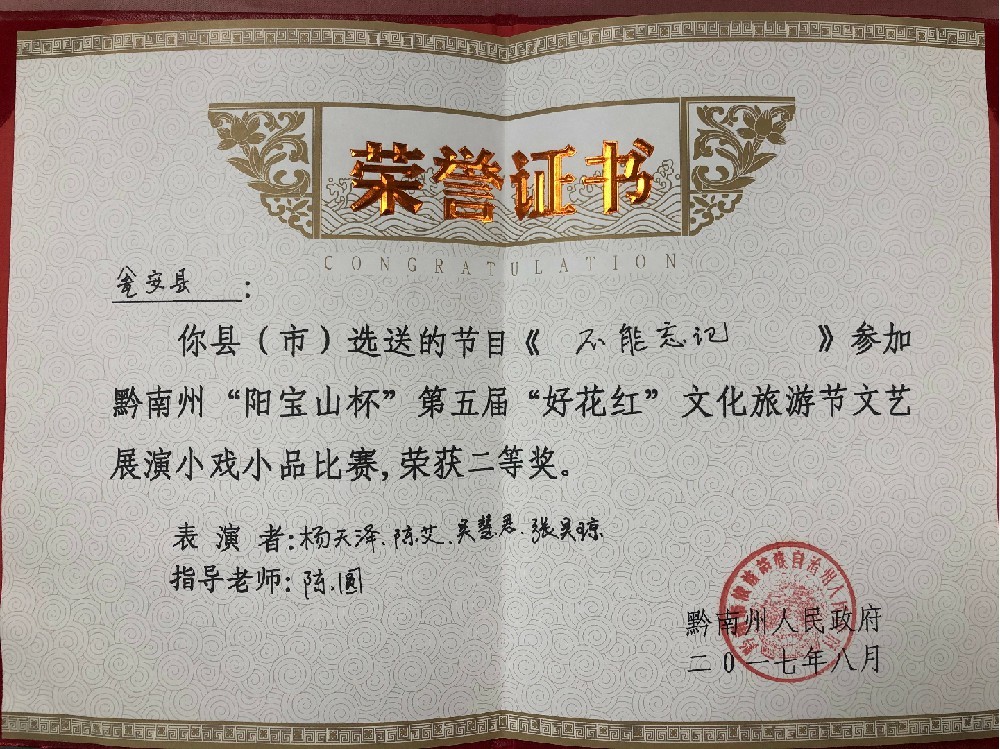 荣誉证书
CONGRATULATION
瓮安县：
你县（市）选送的节目《不能忘记》参加
黔南州“阳宝山杯”第五届“好花红”文化旅游节文艺
展演小戏小品比赛,荣获二等奖。
表演者:杨天泽、陈艾、吴慧君、张昊琼
指导老师:陈圆
黔南州人民政府
二0一七年八月